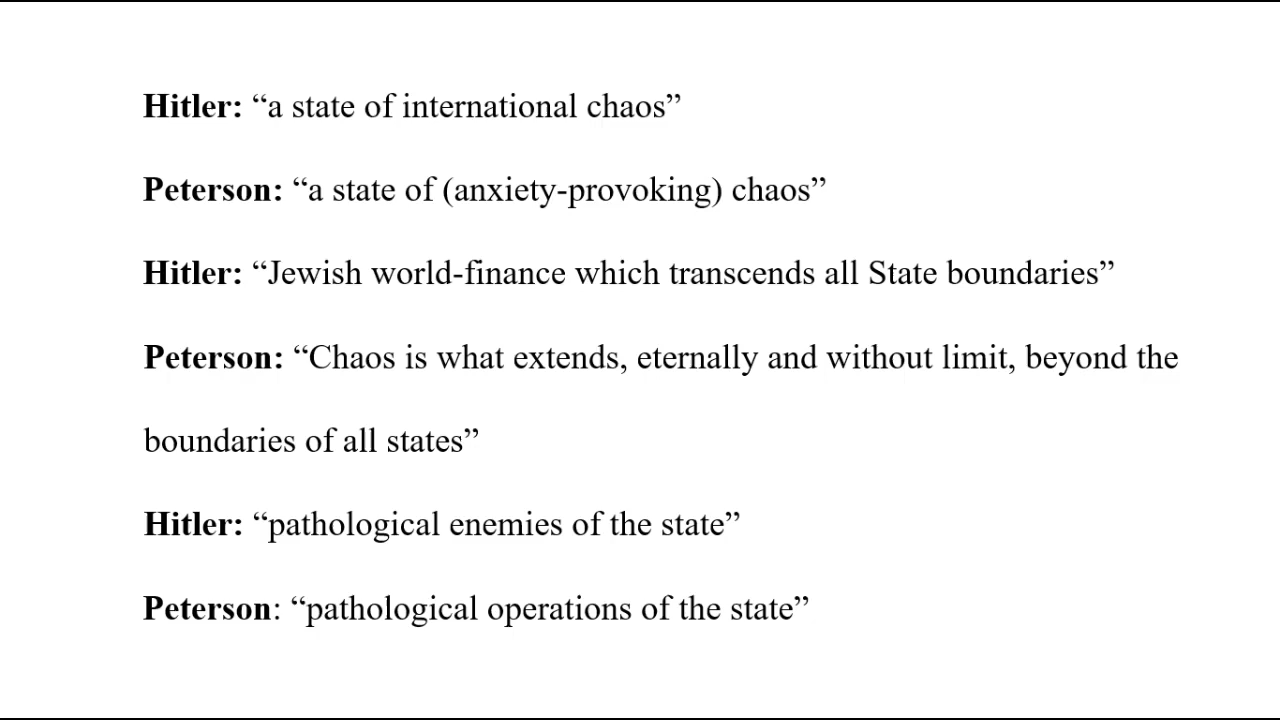 Hitler: “a state of international chaos”
Peterson: “a state of (anxiety-provoking) chaos”
Hitler: “Jewish world-finance which transcends all State boundaries”
Peterson: “Chaos is what extends, eternally and without limit, beyond the
boundaries of all states”
Hitler: “pathological enemies of the state”
Peterson: “pathological operations of the state”